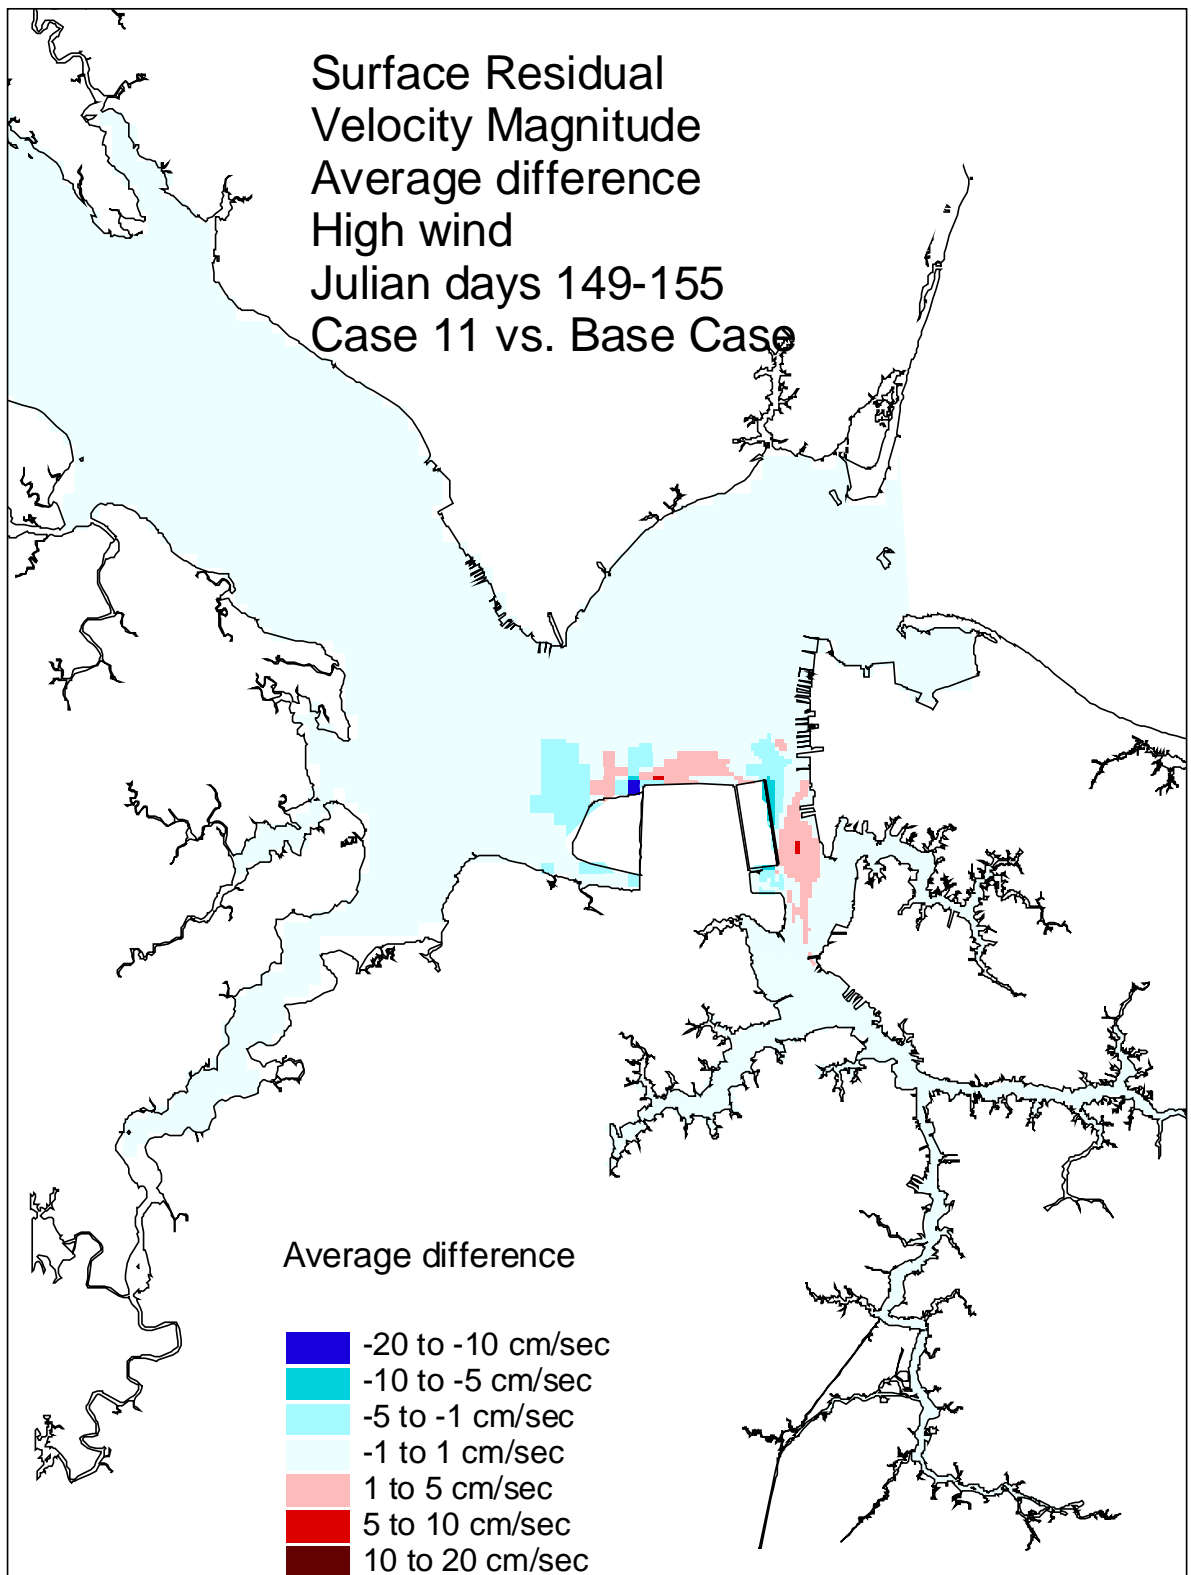 Surface Residual
Velocity Magnitude
Average difference
High wind
Julian days 149-155
Case 11 vs. Base Case
Average difference
-20 to -10 cm/sec
-10 to -5 cm/sec
-5 to -1 cm/sec
-1 to 1 cm/sec
1 to 5 cm/sec
5 to 10 cm/sec
10 to 20 cm/sec